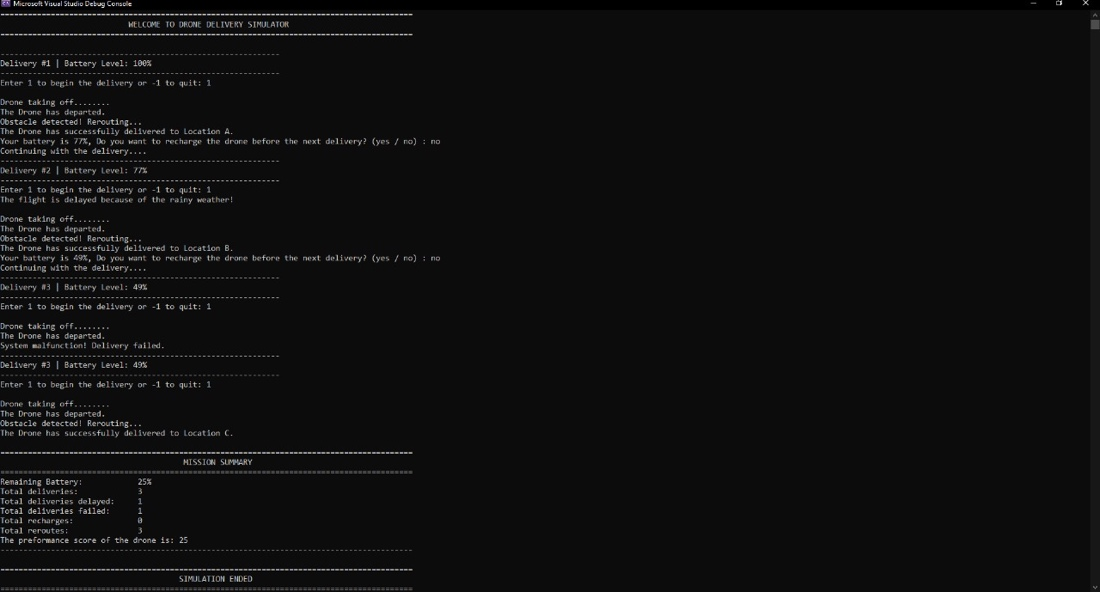 Microsoft Visual Studio Debug Console
================================================================================
WELCOME TO DRONE DELIVERY SIMULATOR
================================================================================
-------------------------------------------------------------
Delivery #1 | Battery Level: 100%
-------------------------------------------------------------
Enter 1 to begin the delivery or -1 to quit: 1
Drone taking off........
The Drone has departed.
Obstacle detected! Rerouting...
The Drone has successfully delivered to Location A.
Your battery is 77%, Do you want to recharge the drone before the next delivery? (yes / no) : no
Continuing with the delivery....
-------------------------------------------------------------
Delivery #2 | Battery Level: 77%
-------------------------------------------------------------
Enter 1 to begin the delivery or -1 to quit: 1
The flight is delayed because of the rainy weather!
Drone taking off........
The Drone has departed.
Obstacle detected! Rerouting...
The Drone has successfully delivered to Location B.
Your battery is 49%, Do you want to recharge the drone before the next delivery? (yes / no) : no
Continuing with the delivery....
-------------------------------------------------------------
Delivery #3 | Battery Level: 49%
-------------------------------------------------------------
Enter 1 to begin the delivery or -1 to quit: 1
Drone taking off........
The Drone has departed.
System malfunction! Delivery failed.
-------------------------------------------------------------
Delivery #3 | Battery Level: 49%
-------------------------------------------------------------
Enter 1 to begin the delivery or -1 to quit: 1
Drone taking off........
The Drone has departed.
Obstacle detected! Rerouting...
The Drone has successfully delivered to Location C.
================================================================================
MISSION SUMMARY
================================================================================
Remaining Battery: 25%
Total deliveries: 3
Total deliveries delayed: 1
Total deliveries failed: 1
Total recharges: 0
Total reroutes: 3
The preformance score of the drone is: 25
--------------------------------------------------------------------------------
================================================================================
SIMULATION ENDED
================================================================================